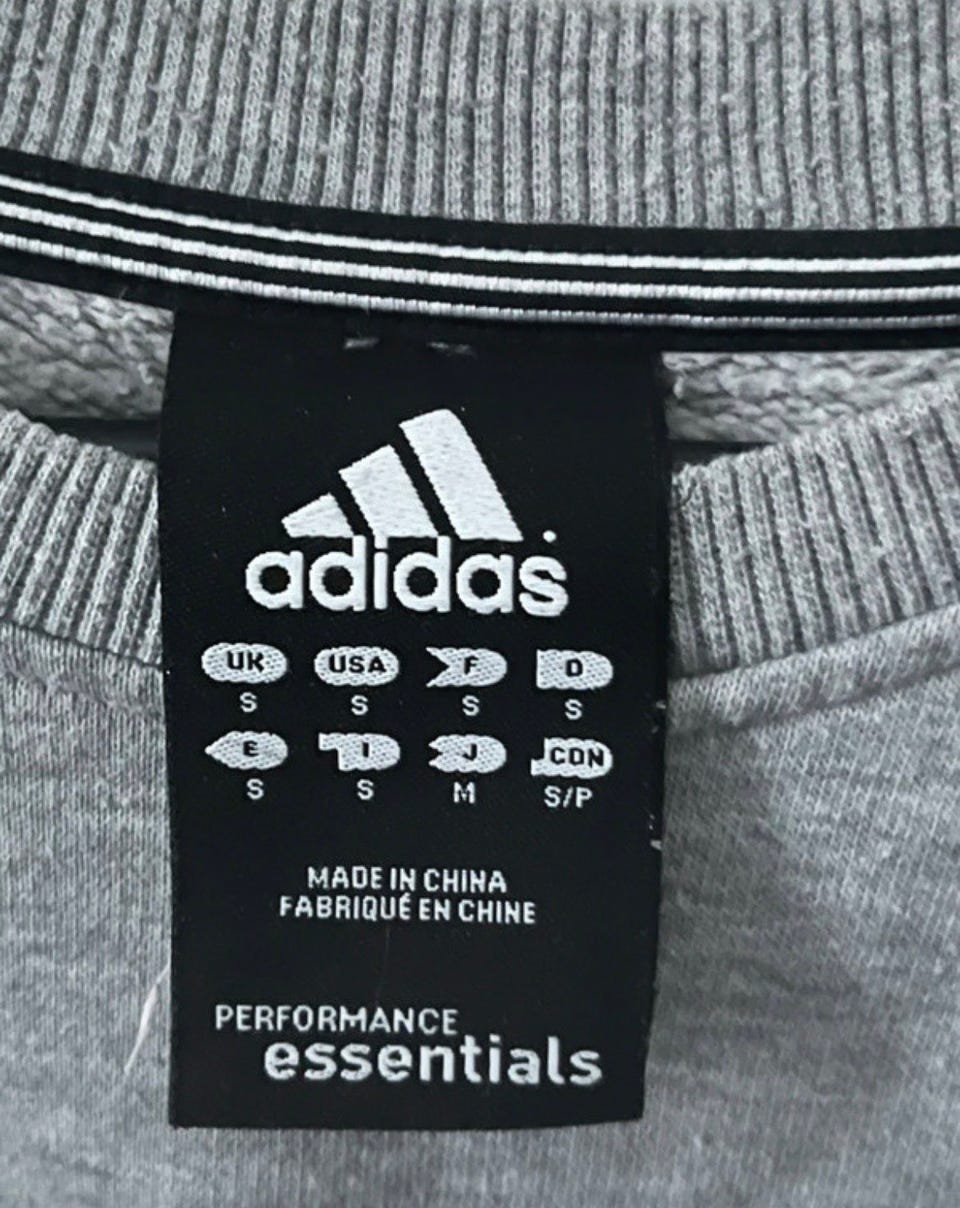 adidas
UK USA F D
S S S S
E I J CDN
S S M S/P
MADE IN CHINA
FABRIQUÉ EN CHINE
PERFORMANCE
essentials